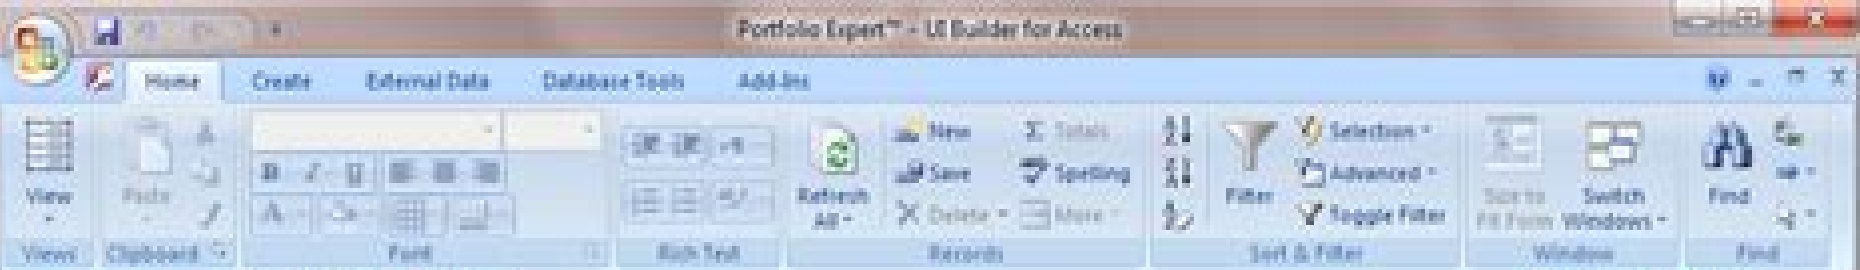 Portfolio Expert™ - UI Builder for Access
Home Create External Data Database Tools Add-Ins
View
Views
Paste
Clipboard
B I U
A
Font
Rich Text
Refresh All
New
Save
Delete
Σ Totals
Spelling
More
Records
Filter
Selection
Advanced
Toggle Filter
Sort & Filter
Size to
Fit Form
Switch
Windows
Window
Find
Find